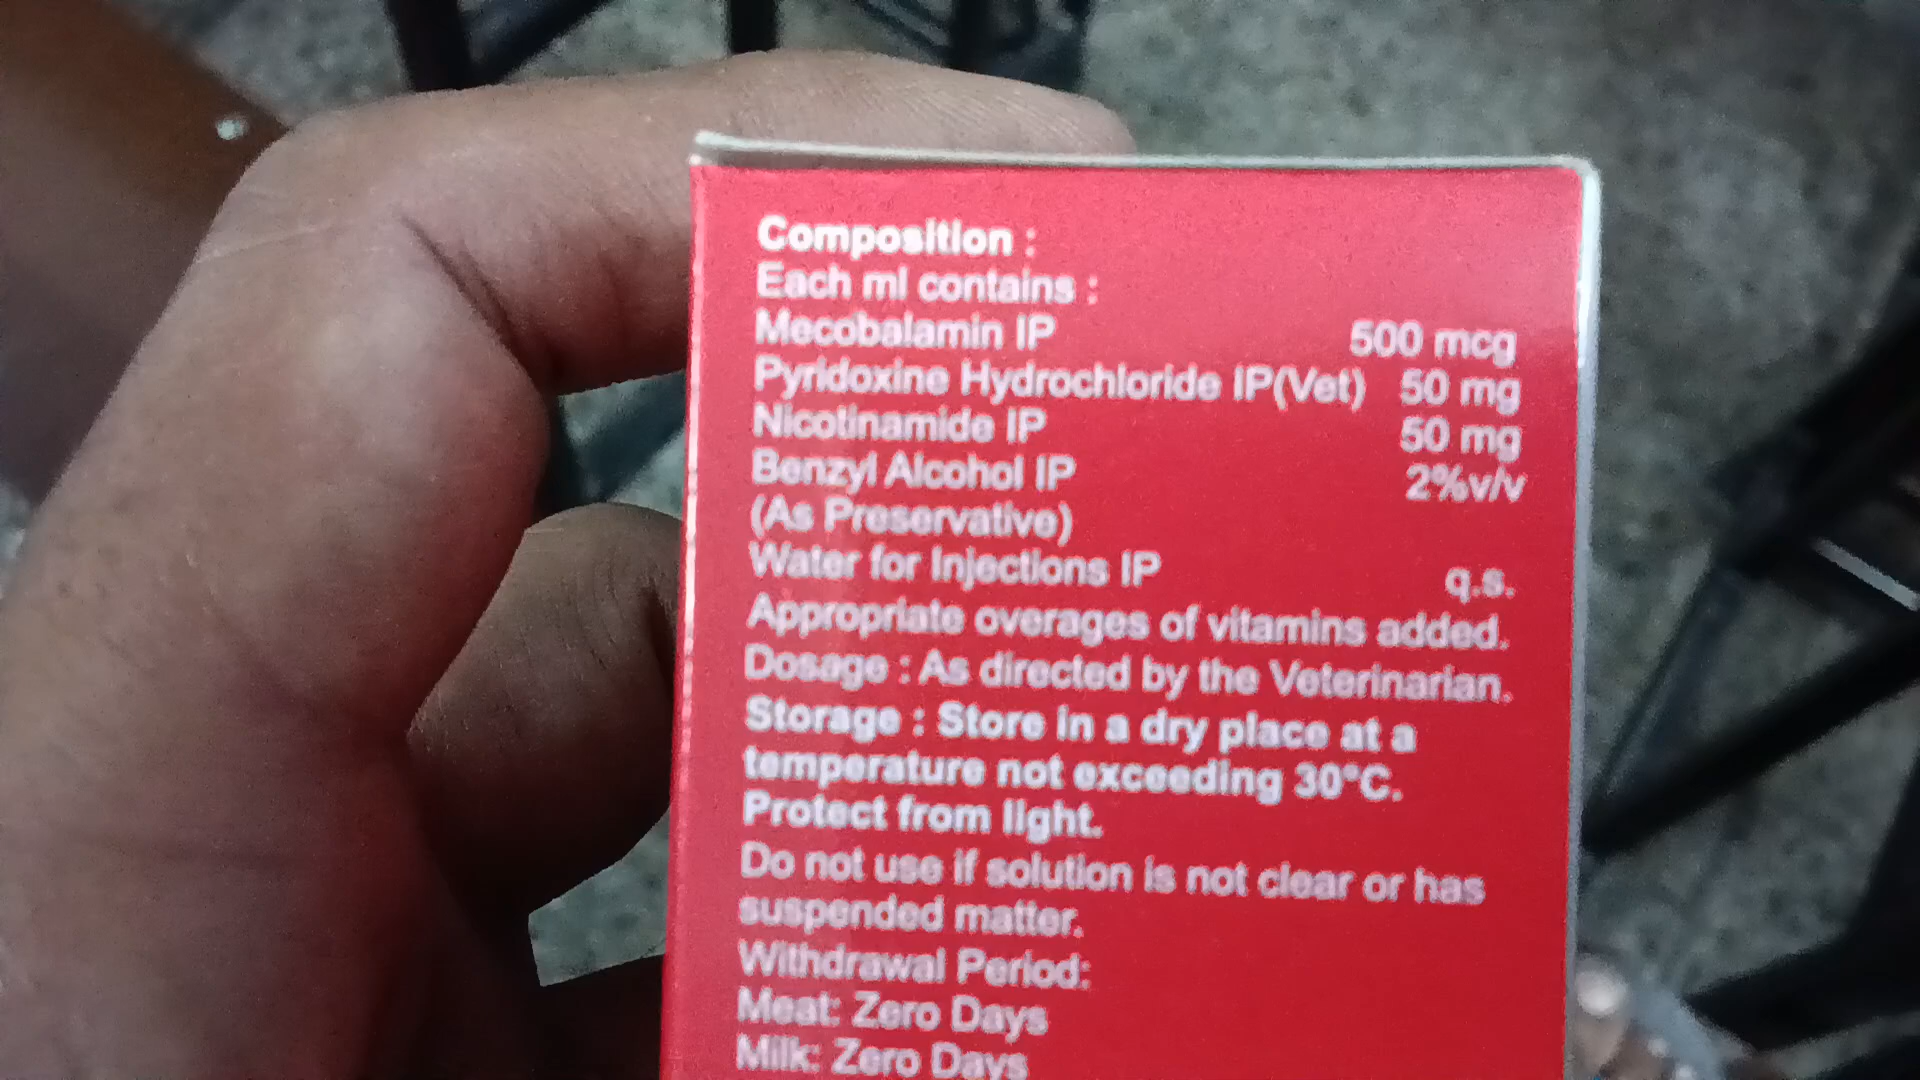 Composition :
Each ml contains :
Mecobalamin IP 500 mcg
Pyridoxine Hydrochloride IP(Vet) 50 mg
Nicotinamide IP 50 mg
Benzyl Alcohol IP 2%v/v
(As Preservative)
Water for Injections IP q.s.
Appropriate overages of vitamins added.
Dosage : As directed by the Veterinarian.
Storage : Store in a dry place at a
temperature not exceeding 30°C.
Protect from light.
Do not use if solution is not clear or has
suspended matter.
Withdrawal Period:
Meat: Zero Days
Milk: Zero Days